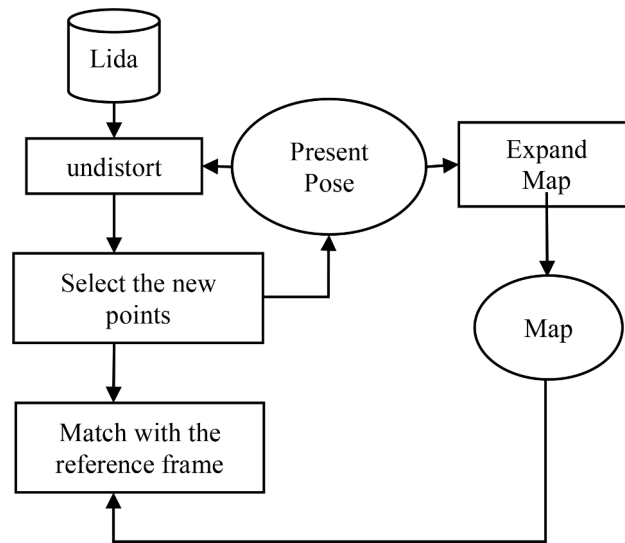 Lida
undistort
Present
Pose
Expand
Map
Select the new
points
Map
Match with the
reference frame